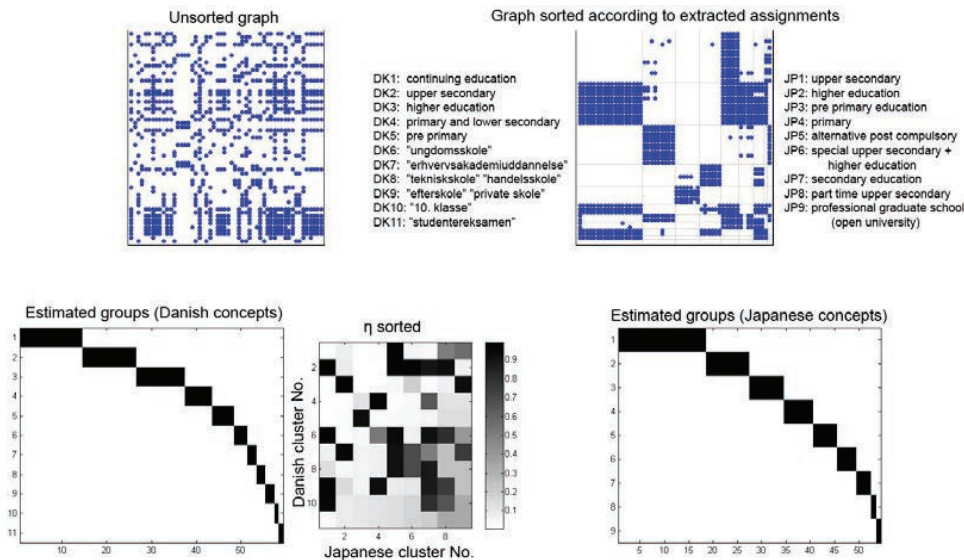 Unsorted graph
Graph sorted according to extracted assignments
DK1: continuing education
DK2: upper secondary
DK3: higher education
DK4: primary and lower secondary
DK5: pre primary
DK6: "ungdomsskole"
DK7: "erhvervsakademiuddannelse"
DK8: "tekniskskole" "handelsskole"
DK9: "efterskole" "private skole"
DK10: "10. klasse"
DK11: "studentereksamen"
JP1: upper secondary
JP2: higher education
JP3: pre primary education
JP4: primary
JP5: alternative post compulsory
JP6: special upper secondary +
higher education
JP7: secondary education
JP8: part time upper secondary
JP9: professional graduate school
(open university)
Estimated groups (Danish concepts)
1
2
3
4
5
6
7
8
9
10
11
10 20 30 40 50
η sorted
Danish cluster No.
2
4
6
8
10
2 4 6 8
Japanese cluster No.
0.9
0.8
0.7
0.6
0.5
0.4
0.3
0.2
0.1
Estimated groups (Japanese concepts)
1
2
3
4
5
6
7
8
9
5 10 15 20 25 30 35 40 45 50